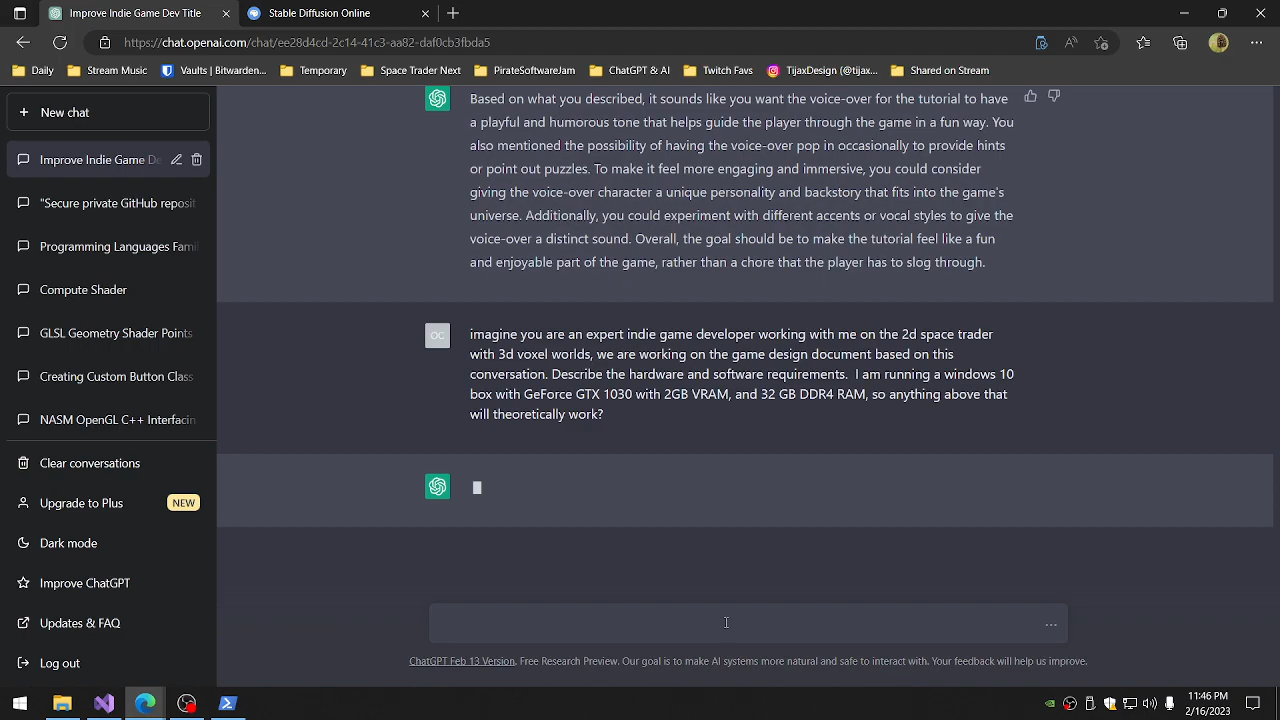 Improve Indie Game Dev Title
Stable Diffusion Online
https://chat.openai.com/chat/ee28d4cd-2c14-41c3-aa82-daf0cb3fbda5
Daily
Stream Music
Vaults | Bitwarden...
Temporary
Space Trader Next
PirateSoftwareJam
ChatGPT & AI
Twitch Favs
TijaxDesign (@tijax...
Shared on Stream
New chat
Improve Indie Game De
"Secure private GitHub reposit
Programming Languages Fami
Compute Shader
GLSL Geometry Shader Points
Creating Custom Button Class
NASM OpenGL C++ Interfacin
Clear conversations
Upgrade to Plus NEW
Dark mode
Improve ChatGPT
Updates & FAQ
Log out
Based on what you described, it sounds like you want the voice-over for the tutorial to have
a playful and humorous tone that helps guide the player through the game in a fun way. You
also mentioned the possibility of having the voice-over pop in occasionally to provide hints
or point out puzzles. To make it feel more engaging and immersive, you could consider
giving the voice-over character a unique personality and backstory that fits into the game's
universe. Additionally, you could experiment with different accents or vocal styles to give the
voice-over a distinct sound. Overall, the goal should be to make the tutorial feel like a fun
and enjoyable part of the game, rather than a chore that the player has to slog through.
OC
imagine you are an expert indie game developer working with me on the 2d space trader
with 3d voxel worlds, we are working on the game design document based on this
conversation. Describe the hardware and software requirements.  I am running a windows 10
box with GeForce GTX 1030 with 2GB VRAM, and 32 GB DDR4 RAM, so anything above that
will theoretically work?
ChatGPT Feb 13 Version. Free Research Preview. Our goal is to make AI systems more natural and safe to interact with. Your feedback will help us improve.
11:46 PM
2/16/2023